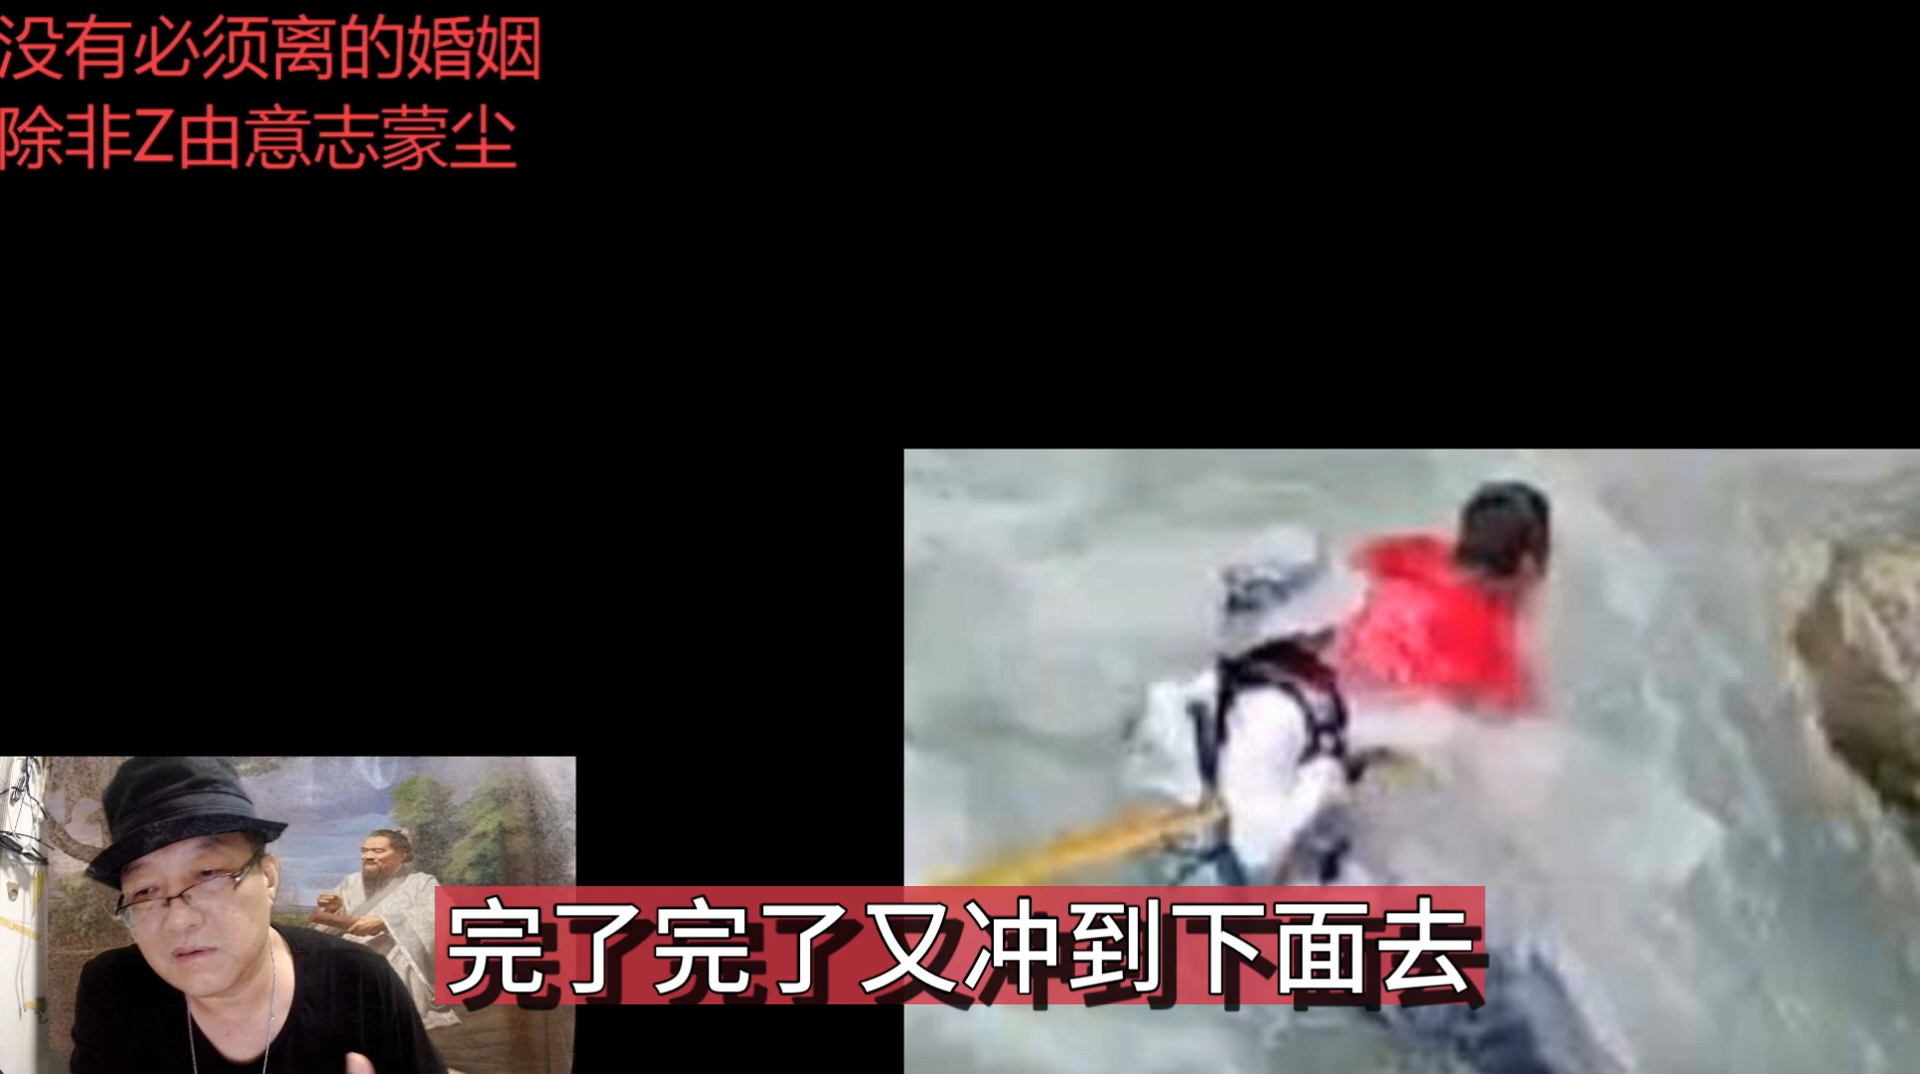 没有必须离的婚姻
除非Z由意志蒙尘
完了完了又冲到下面去